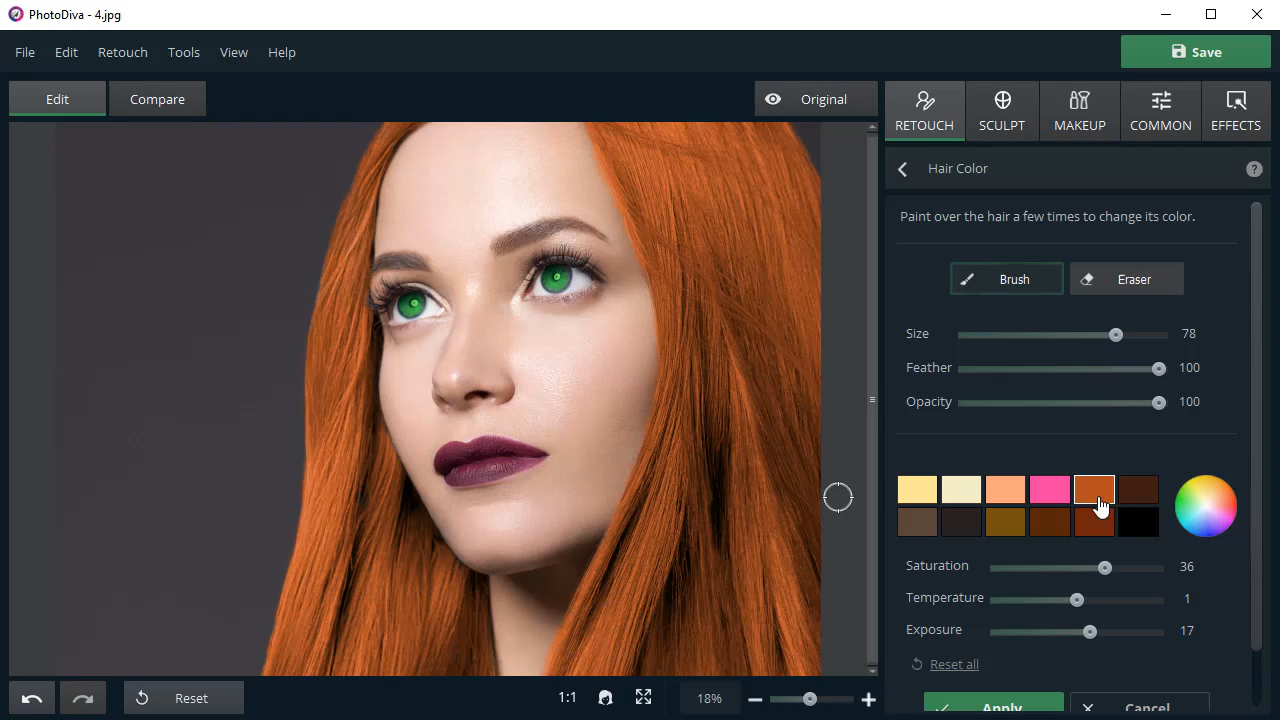 PhotoDiva - 4.jpg
File Edit Retouch Tools View Help
Save
Edit Compare Original
RETOUCH SCULPT MAKEUP COMMON EFFECTS
Hair Color ?
Paint over the hair a few times to change its color.
Brush Eraser
Size 78
Feather 100
Opacity 100
Saturation 36
Temperature 1
Exposure 17
Reset all
Apply Cancel
Reset 1:1 18%